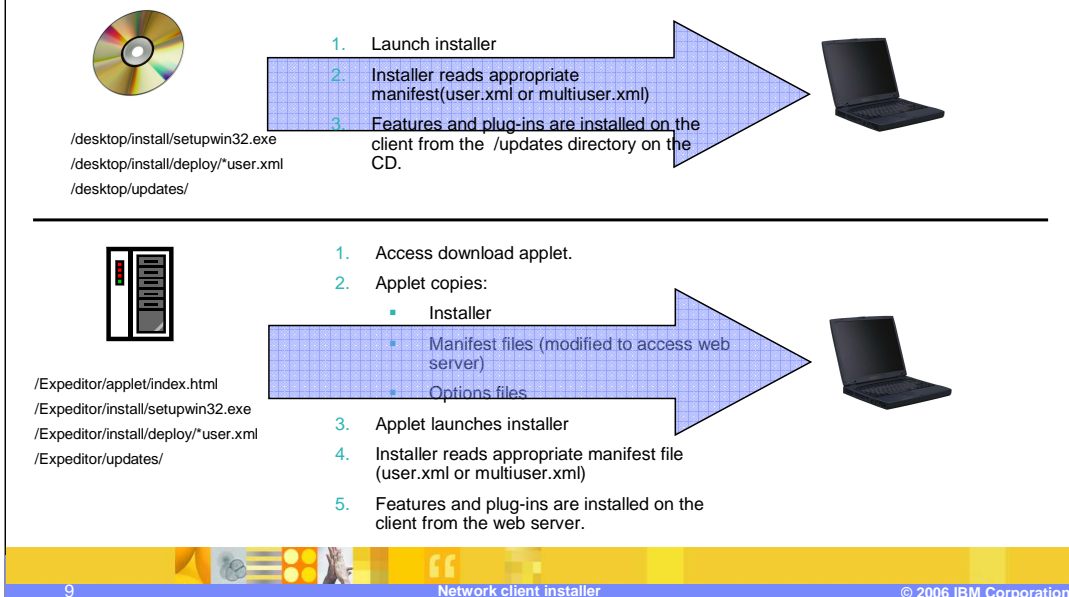 1. Launch installer
2. Installer reads appropriate
manifest(user.xml or multiuser.xml)
3. Features and plug-ins are installed on the
client from the /updates directory on the
CD.
/desktop/install/setupwin32.exe
/desktop/install/deploy/*user.xml
/desktop/updates/
1. Access download applet.
2. Applet copies:
▪ Installer
▪ Manifest files (modified to access web
server)
▪ Options files
3. Applet launches installer
4. Installer reads appropriate manifest file
(user.xml or multiuser.xml)
5. Features and plug-ins are installed on the
client from the web server.
/Expeditor/applet/index.html
/Expeditor/install/setupwin32.exe
/Expeditor/install/deploy/*user.xml
/Expeditor/updates/
9
Network client installer
© 2006 IBM Corporation